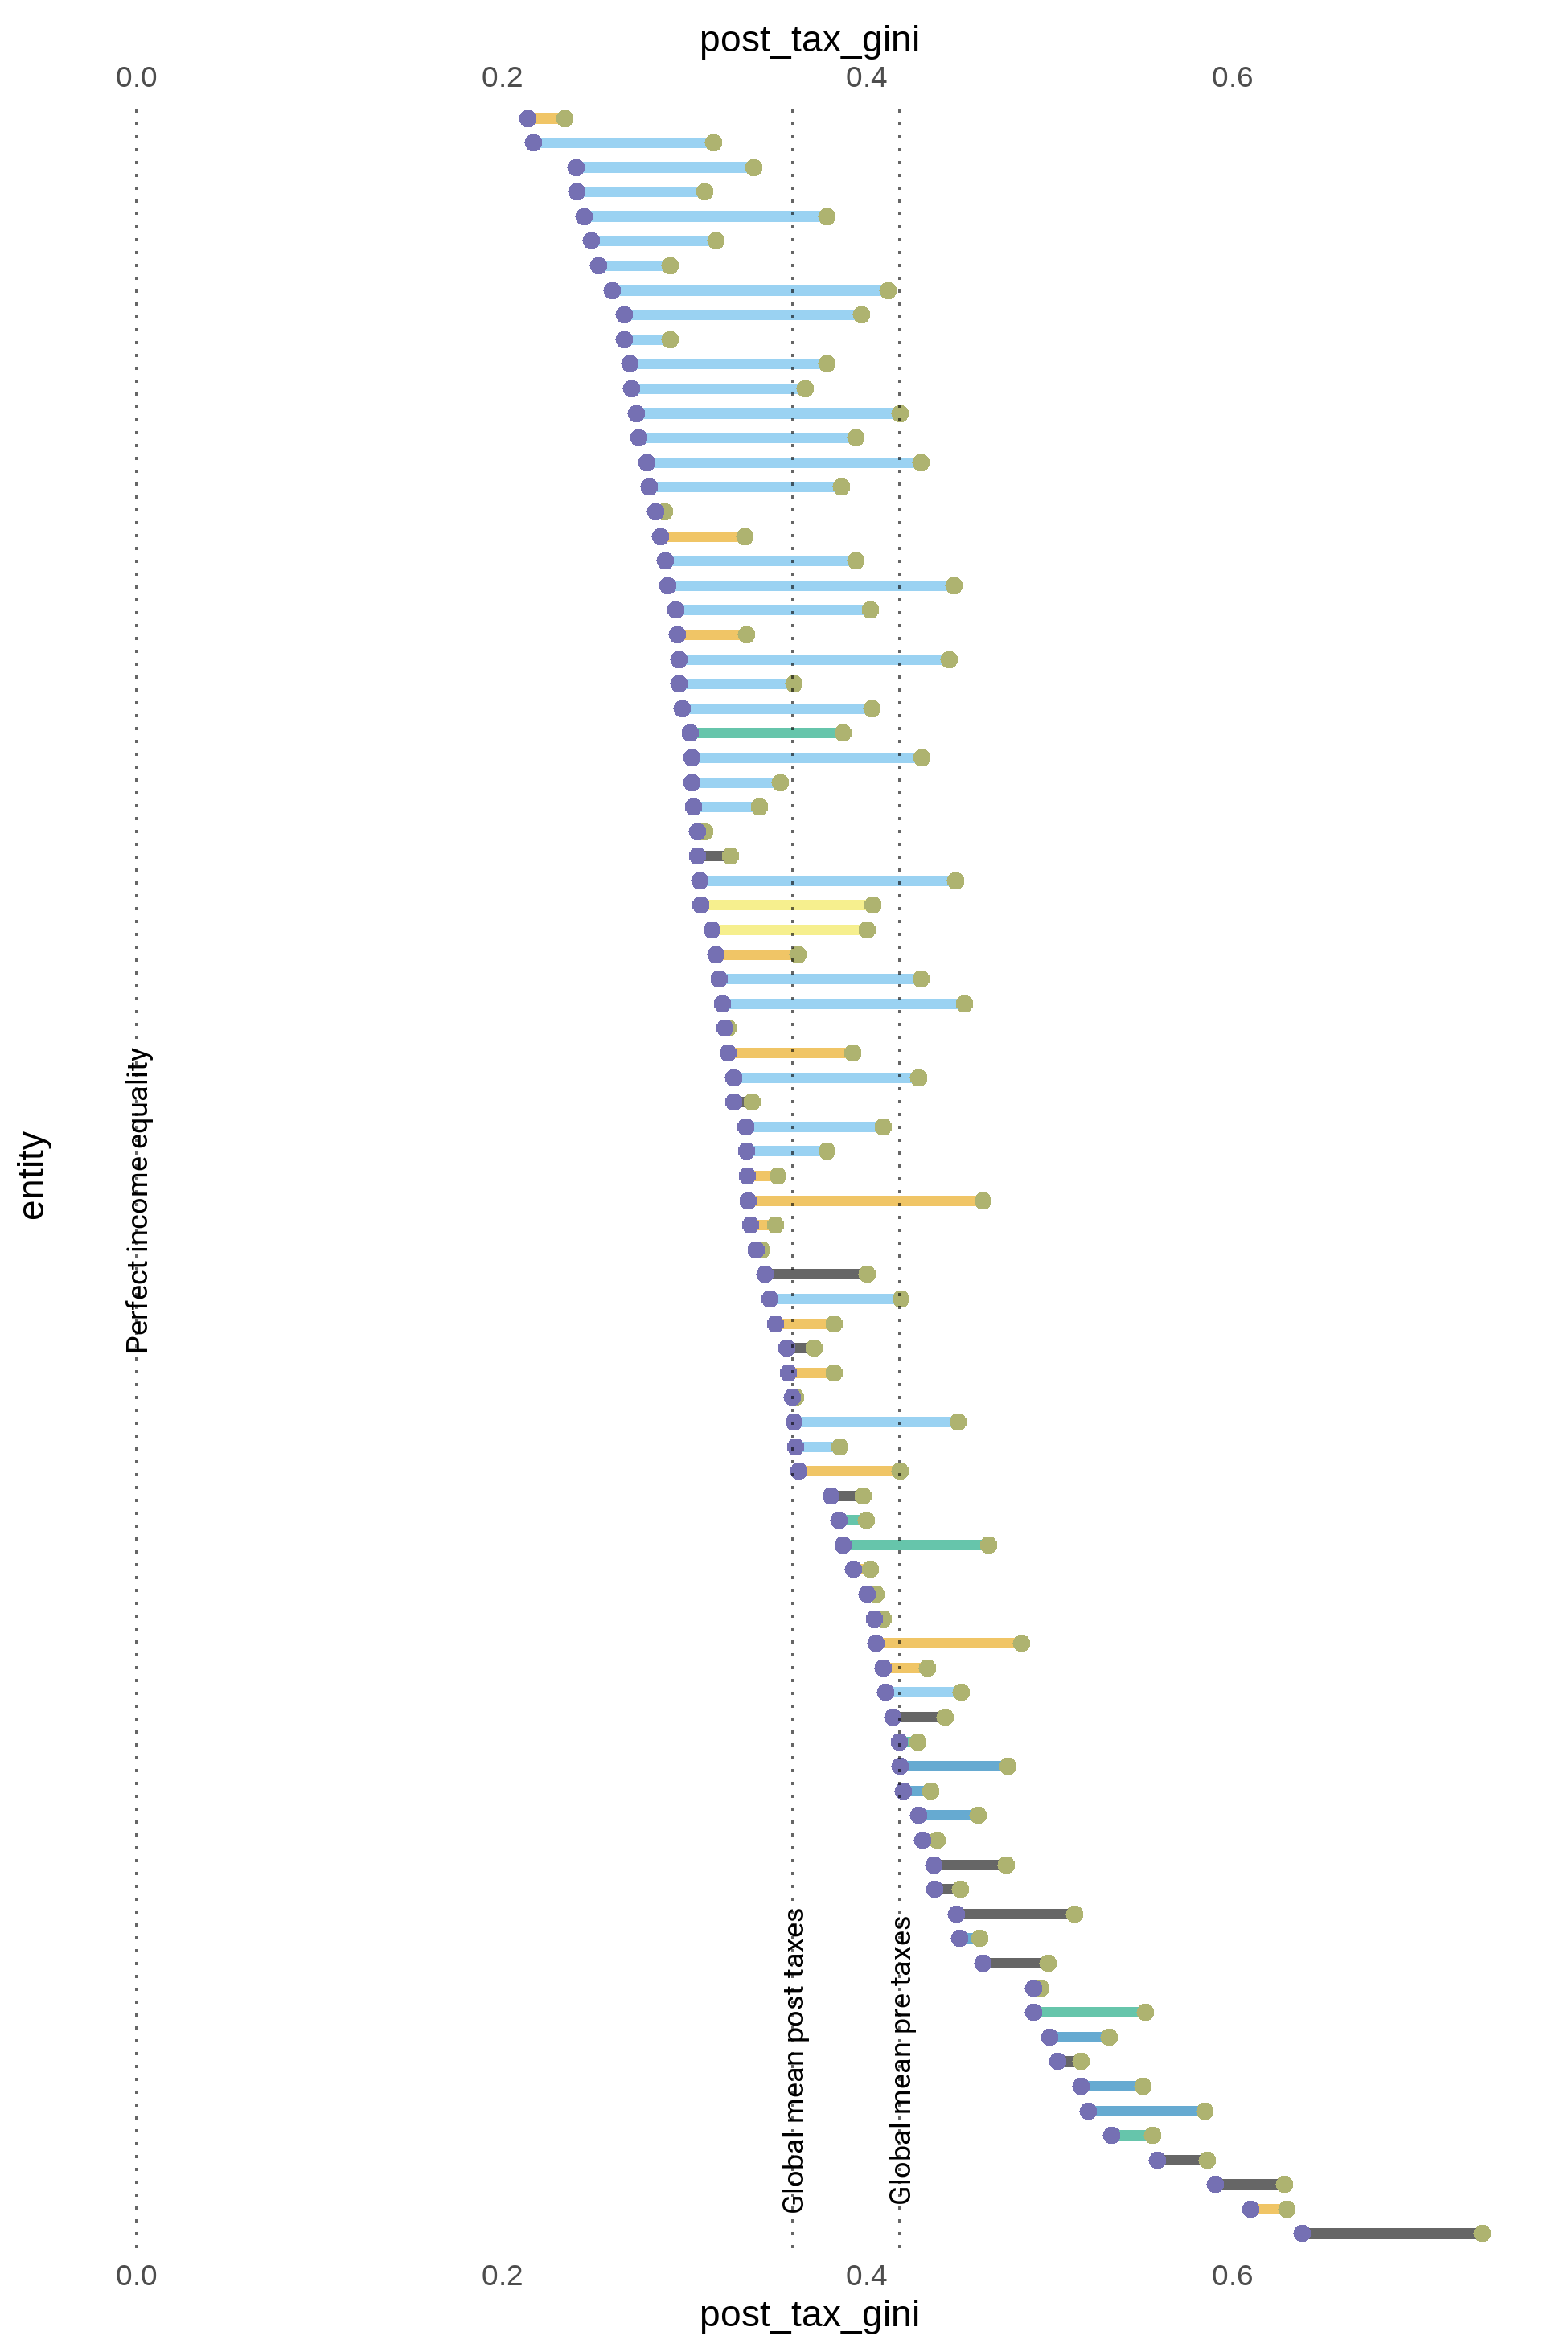 post_tax_gini
0.0 0.2 0.4 0.6
entity
Perfect income equality
Global mean post taxes
Global mean pre taxes
0.0 0.2 0.4 0.6
post_tax_gini